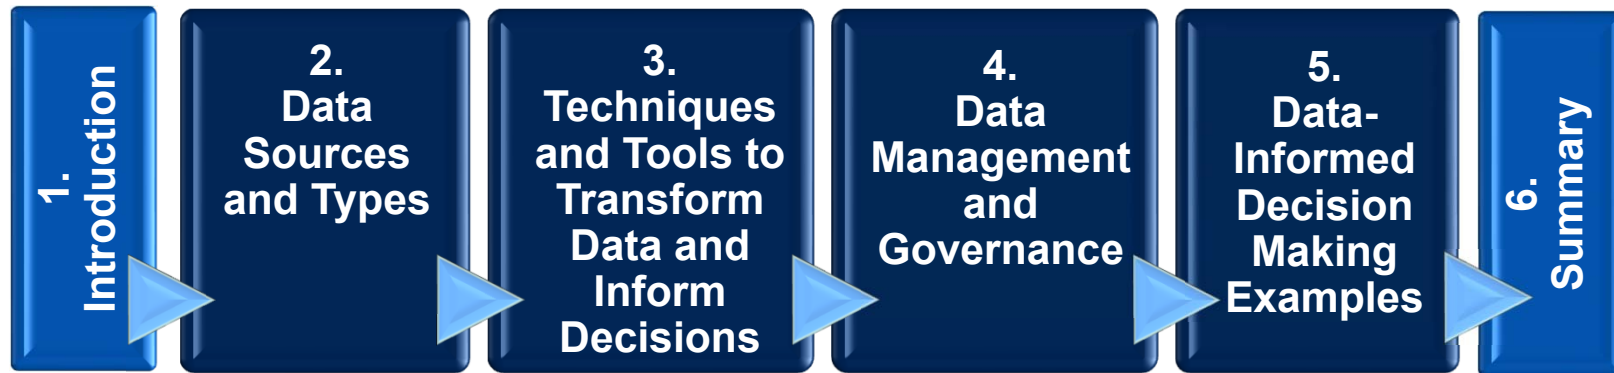 1.
Introduction
2.
Data
Sources
and Types
3.
Techniques
and Tools to
Transform
Data and
Inform
Decisions
4.
Data
Management
and
Governance
5.
Data-
Informed
Decision
Making
Examples
6.
Summary